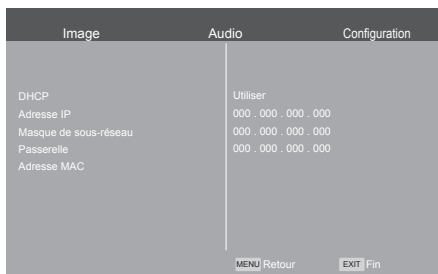 Image Audio Configuration
DHCP Utiliser
Adresse IP 000 . 000 . 000 . 000
Masque de sous-réseau 000 . 000 . 000 . 000
Passerelle 000 . 000 . 000 . 000
Adresse MAC
MENU Retour EXIT Fin